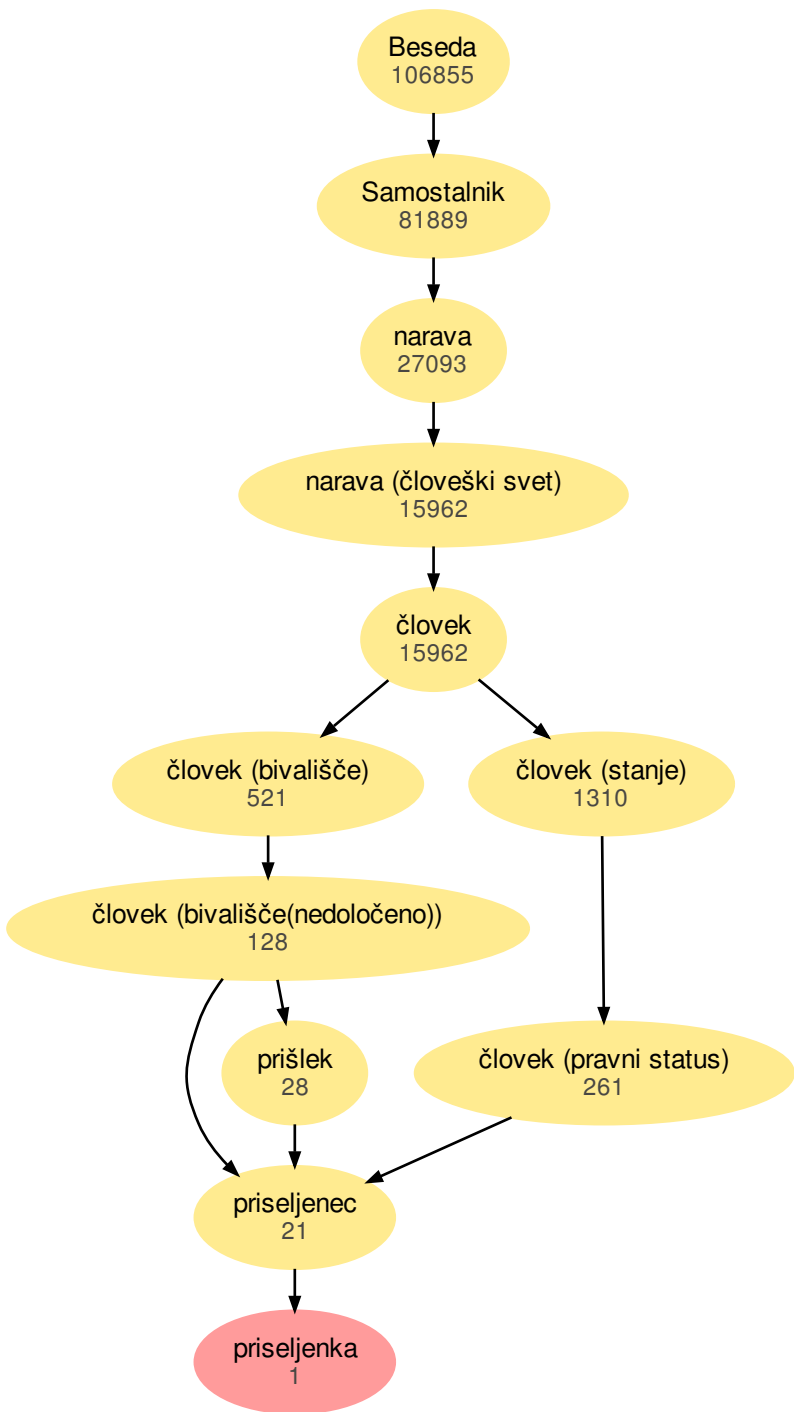 Beseda
106855
Samostalnik
81889
narava
27093
narava (človeški svet)
15962
človek
15962
človek (bivališče)
521
človek (stanje)
1310
človek (bivališče(nedoločeno))
128
prišlek
28
človek (pravni status)
261
priseljenec
21
priseljenka
1